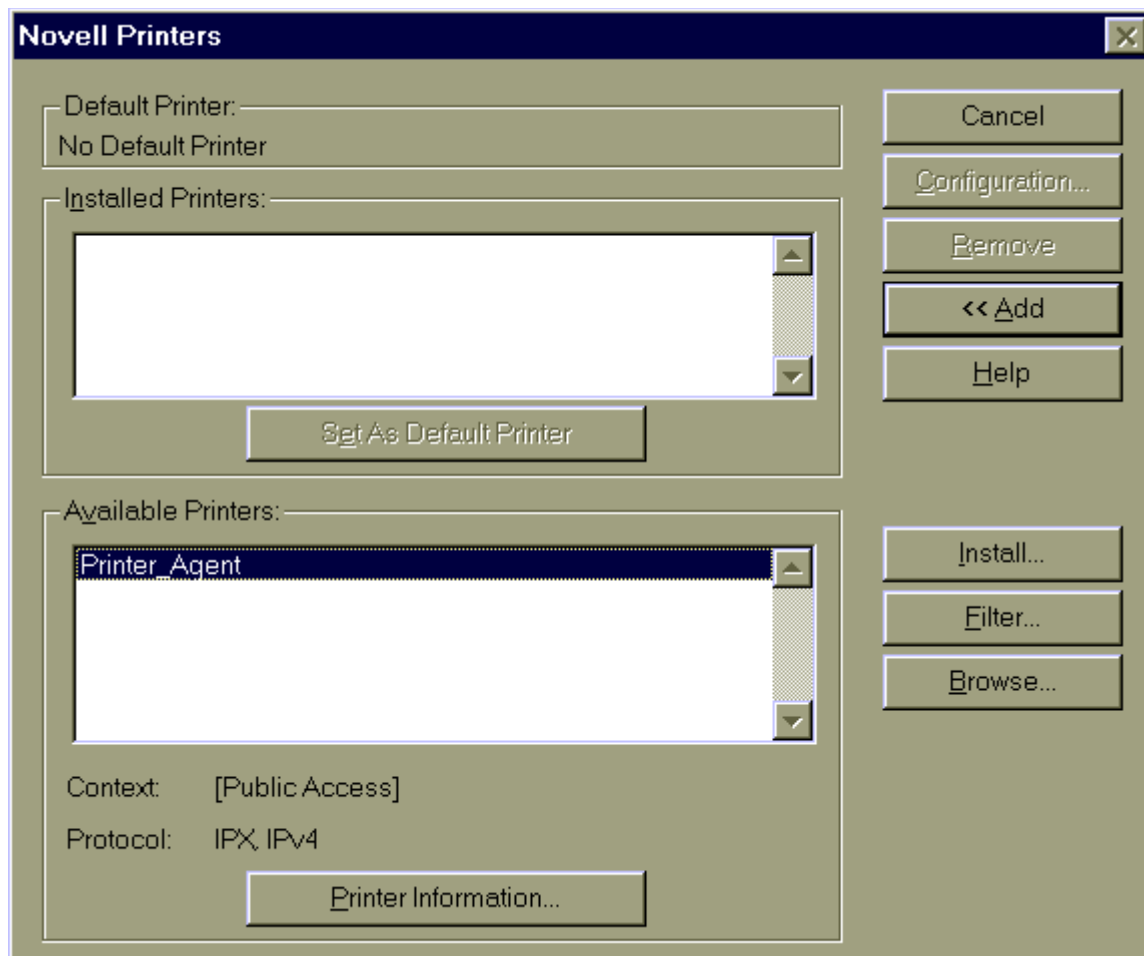 Novell Printers
Default Printer:
No Default Printer
Installed Printers:
Set As Default Printer
Available Printers:
Printer_Agent
Context: [Public Access]
Protocol: IPX, IPv4
Printer Information...
Cancel
Configuration...
Remove
<< Add
Help
Install...
Filter...
Browse...